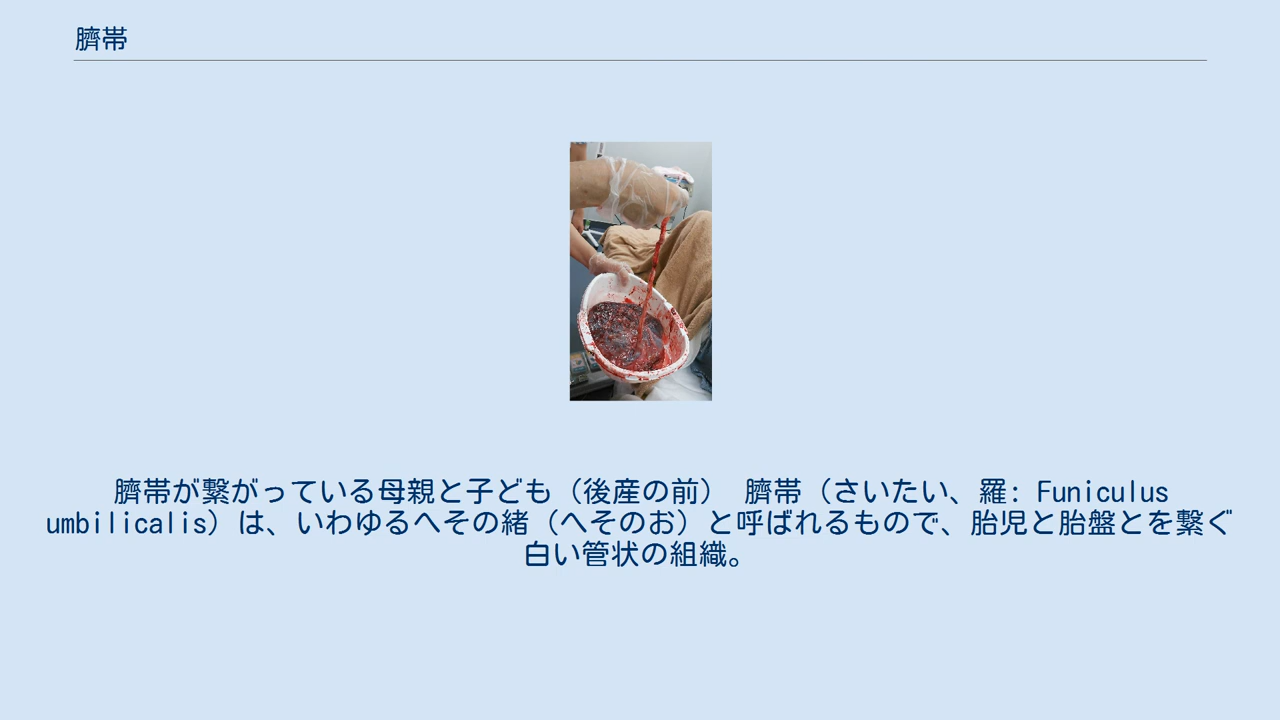 臍帯
臍帯が繋がっている母親と子ども（後産の前） 臍帯（さいたい、羅: Funiculus
umbilicalis）は、いわゆるへその緒（へそのお）と呼ばれるもので、胎児と胎盤とを繋ぐ
白い管状の組織。